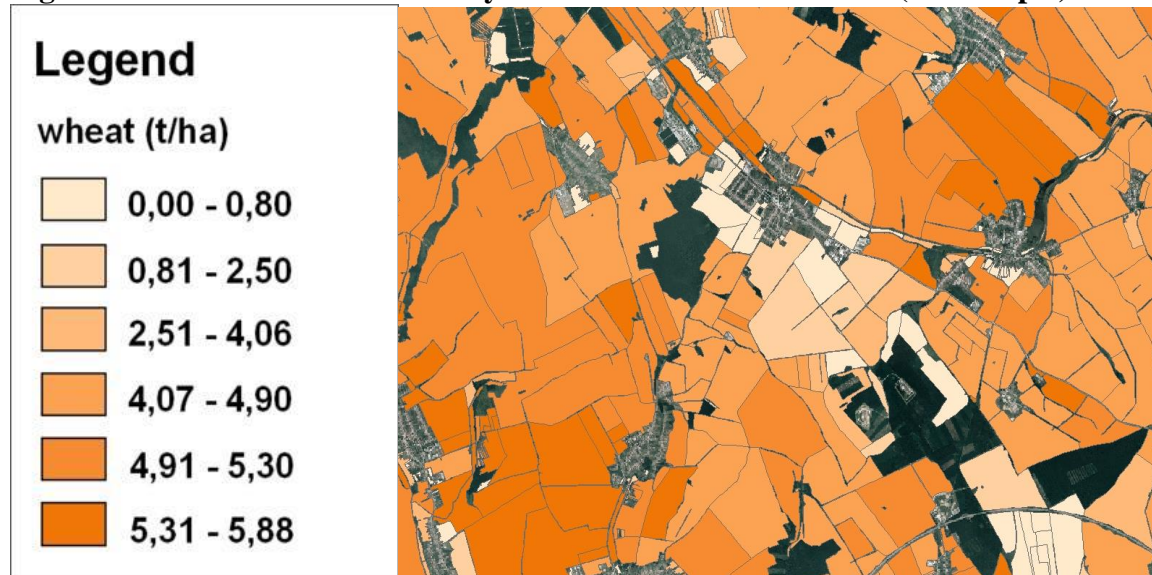 Legend
wheat (t/ha)
0,00 - 0,80
0,81 - 2,50
2,51 - 4,06
4,07 - 4,90
4,91 - 5,30
5,31 - 5,88